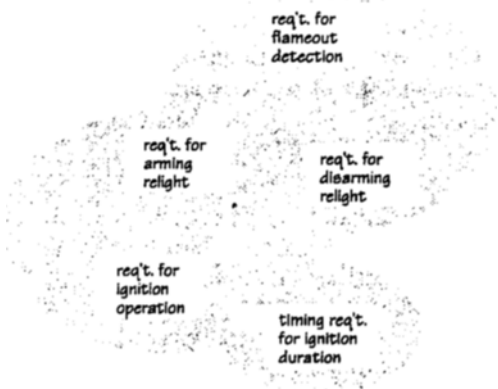 req't. for
flameout
detection
req't. for
arming
relight
req't. for
disarming
relight
req't. for
ignition
operation
timing req't.
for ignition
duration